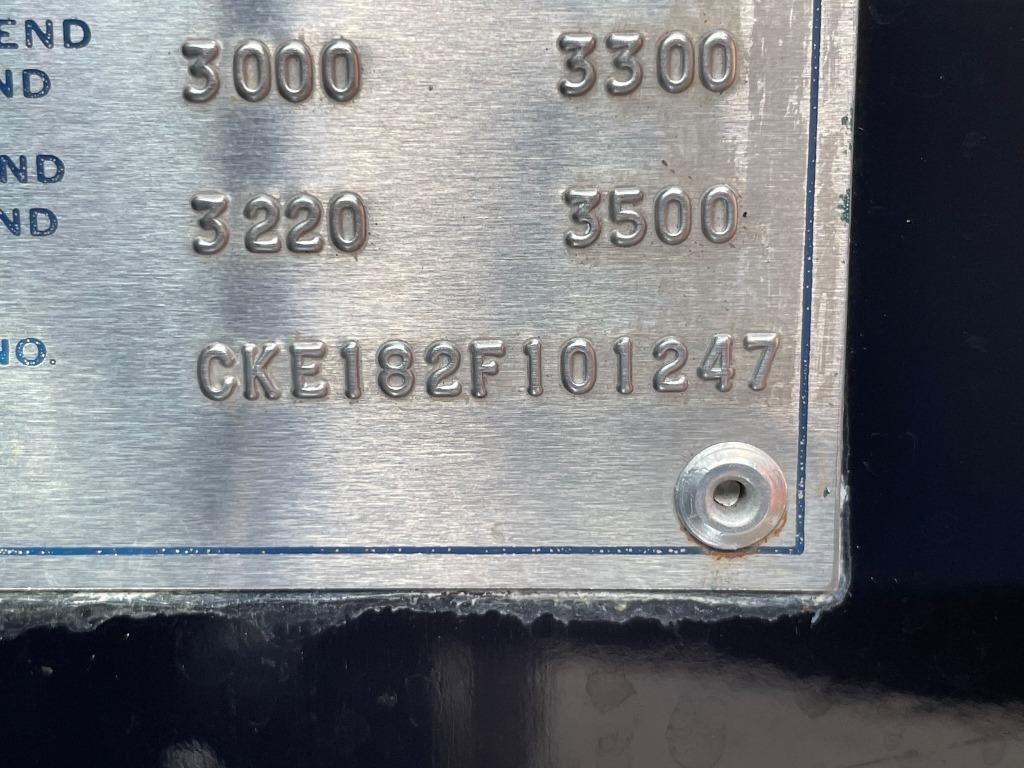 END
ND 3000 3300
ND
ND 3220 3500
NO. CKE182F101247